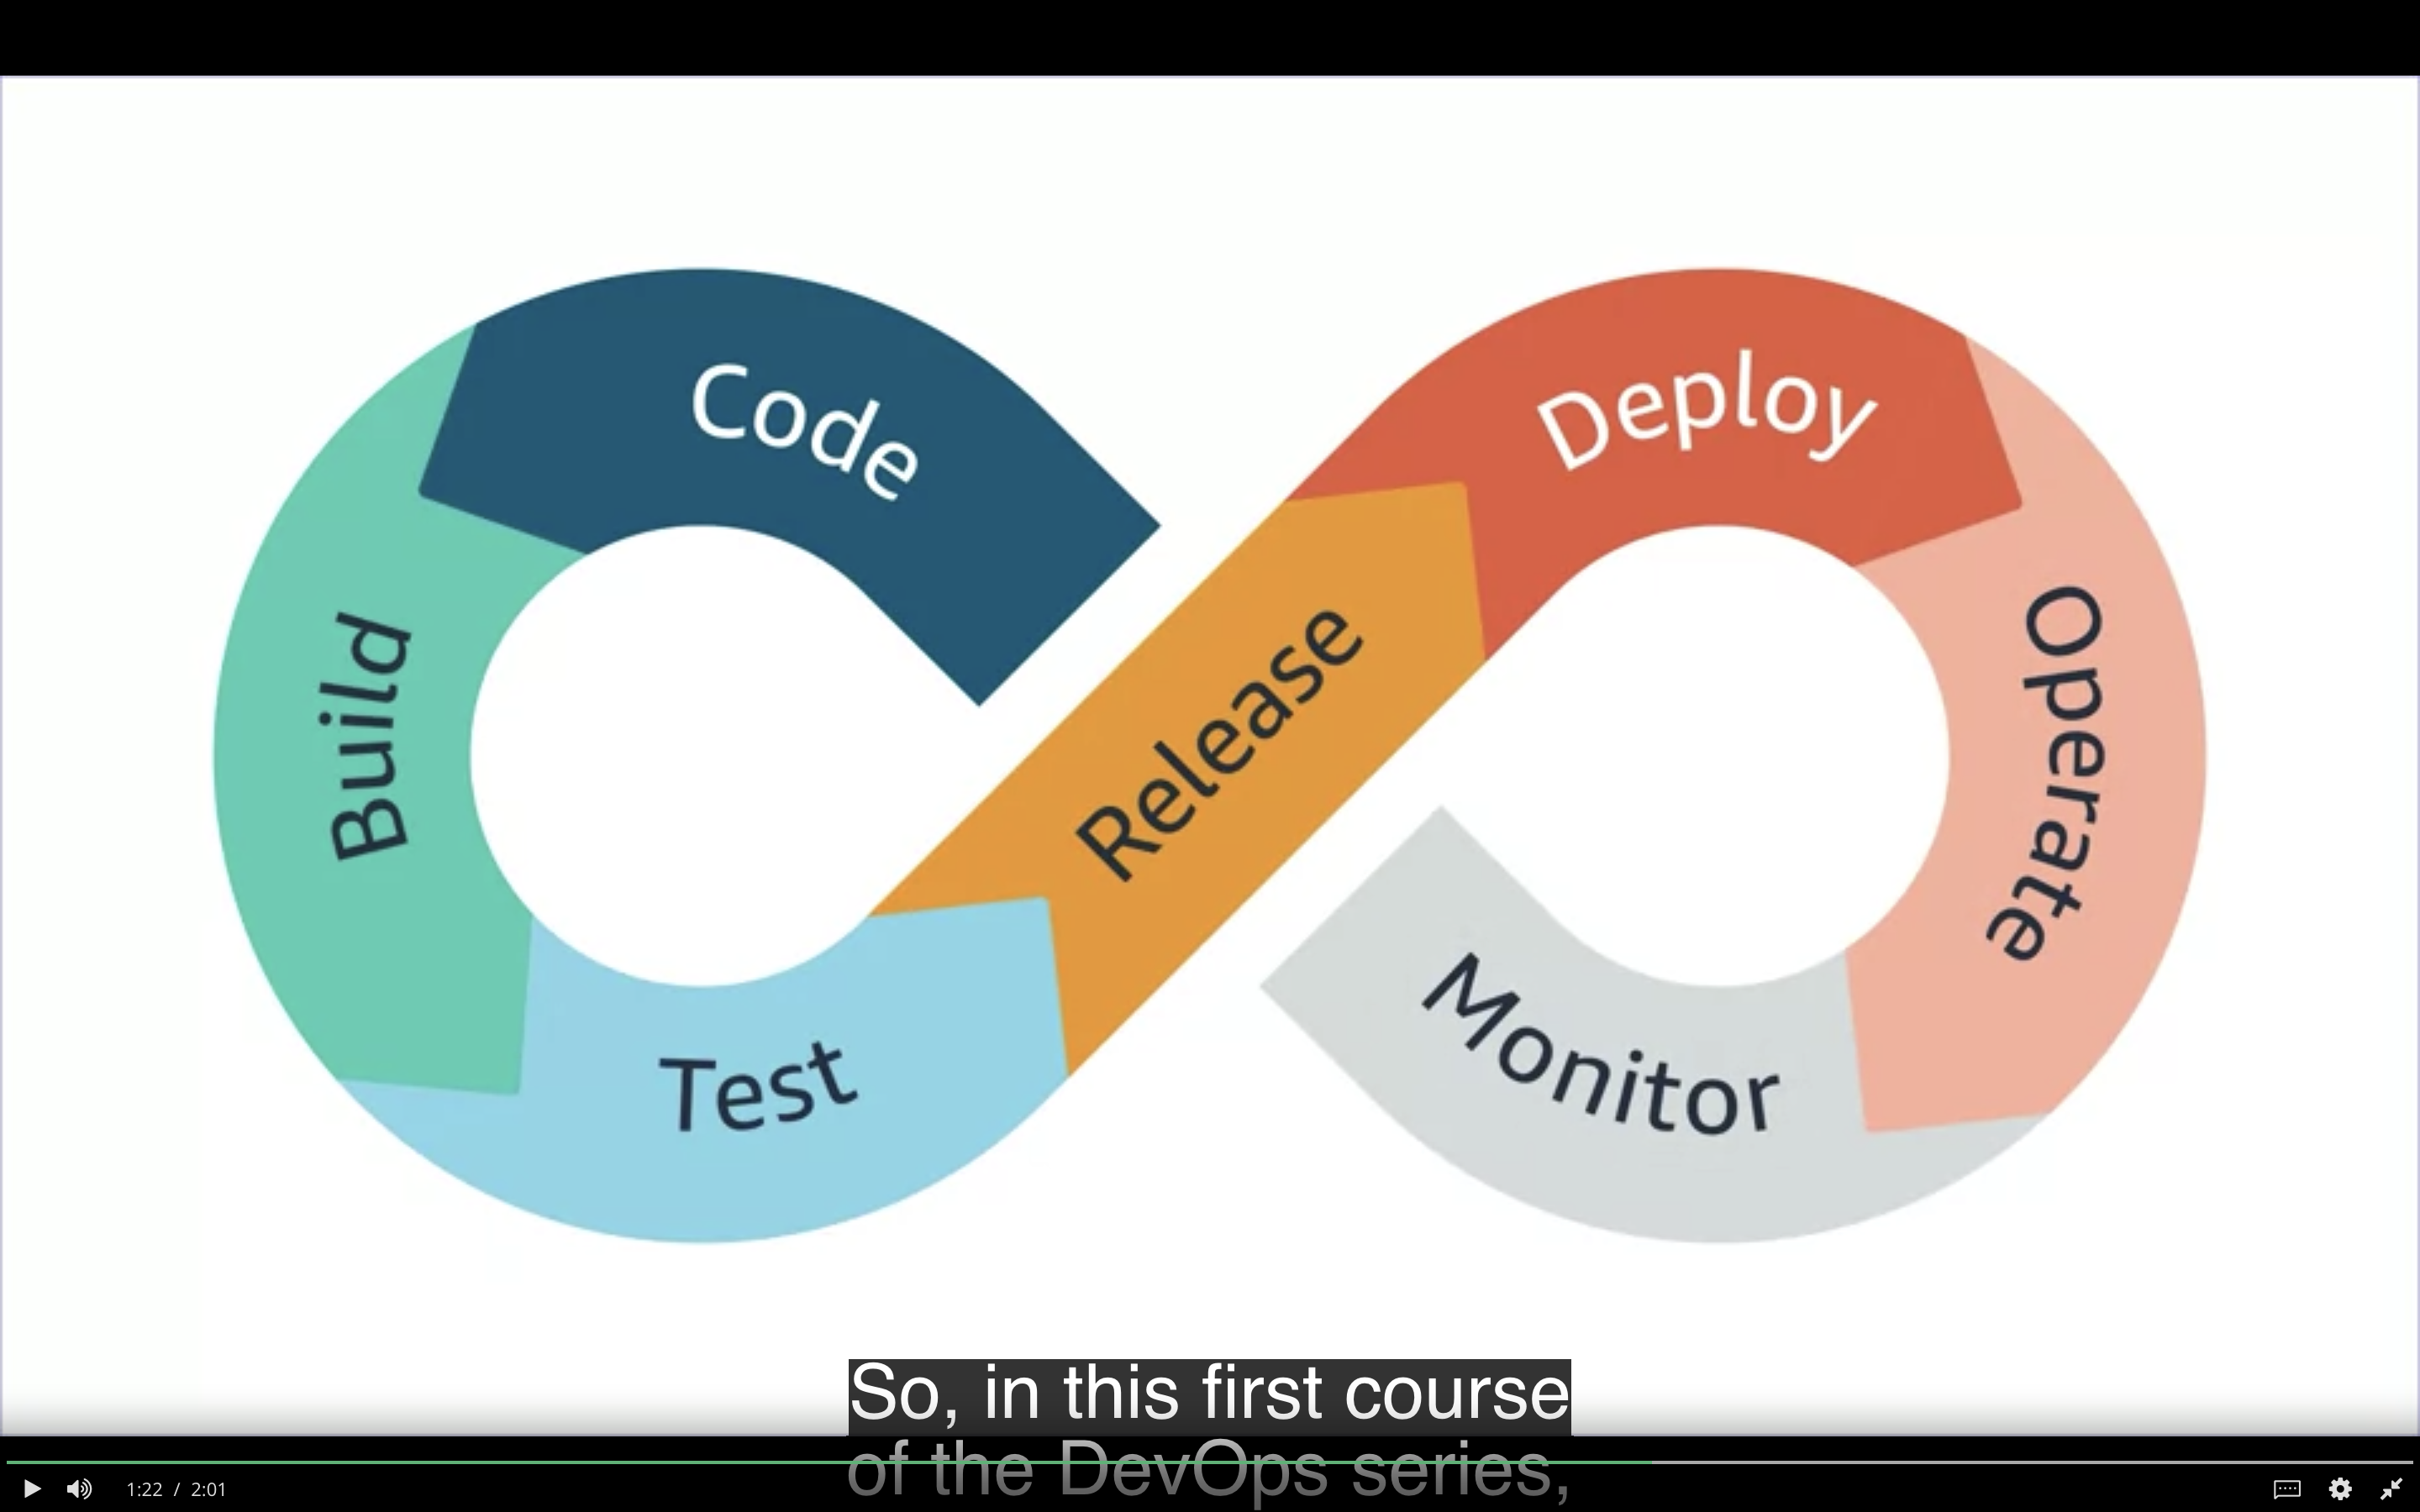 Code
Deploy
Build
Release
Operate
Test
Monitor
So, in this first course
of the DevOps series,
1:22 / 2:01